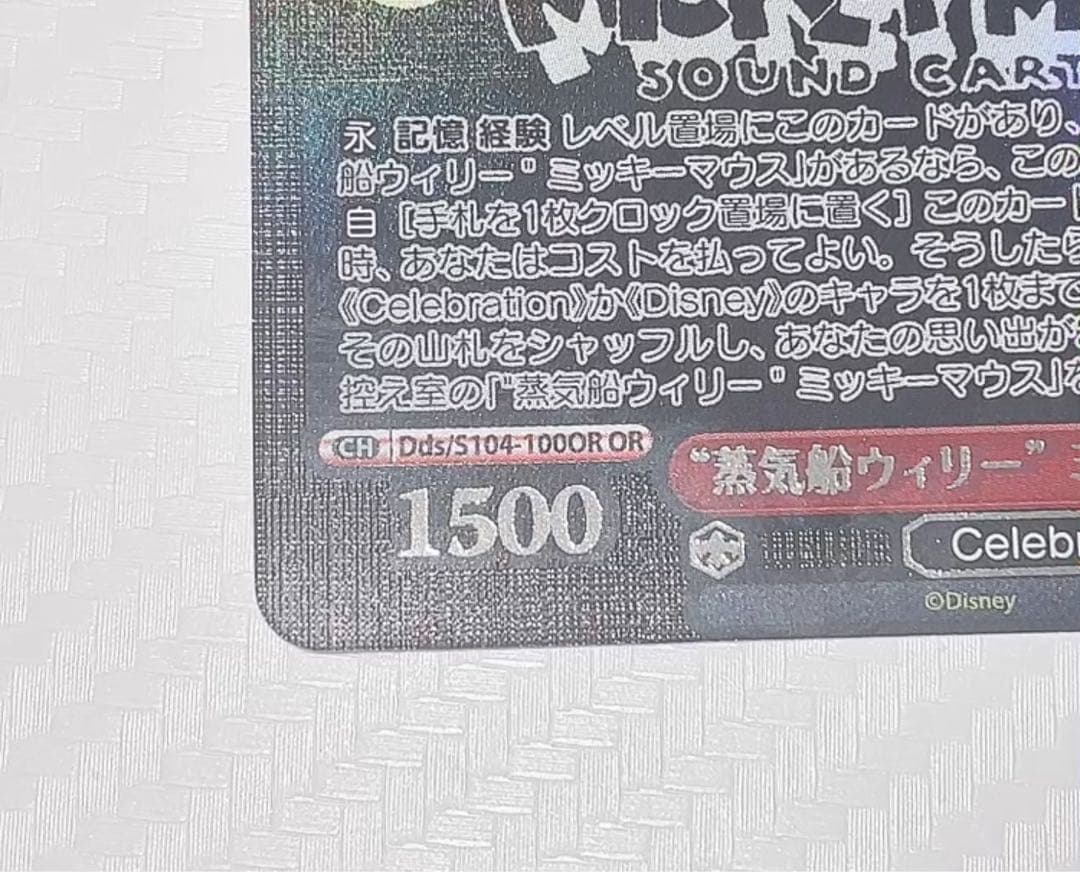 MICKEY M
SOUND CART
永 記憶 経験 レベル置場にこのカードがあり、
船ウィリー" ミッキーマウス」があるなら、この
自 [手札を1枚クロック置場に置く] このカード
時、あなたはコストを払ってよい。そうしたら
《Celebration》か《Disney》のキャラを1枚まで
その山札をシャッフルし、あなたの思い出が
控え室の「"蒸気船ウィリー" ミッキーマウス」を
CH Dds/S104-100OR OR
"蒸気船ウィリー" ミ
1500
Celebr
©Disney